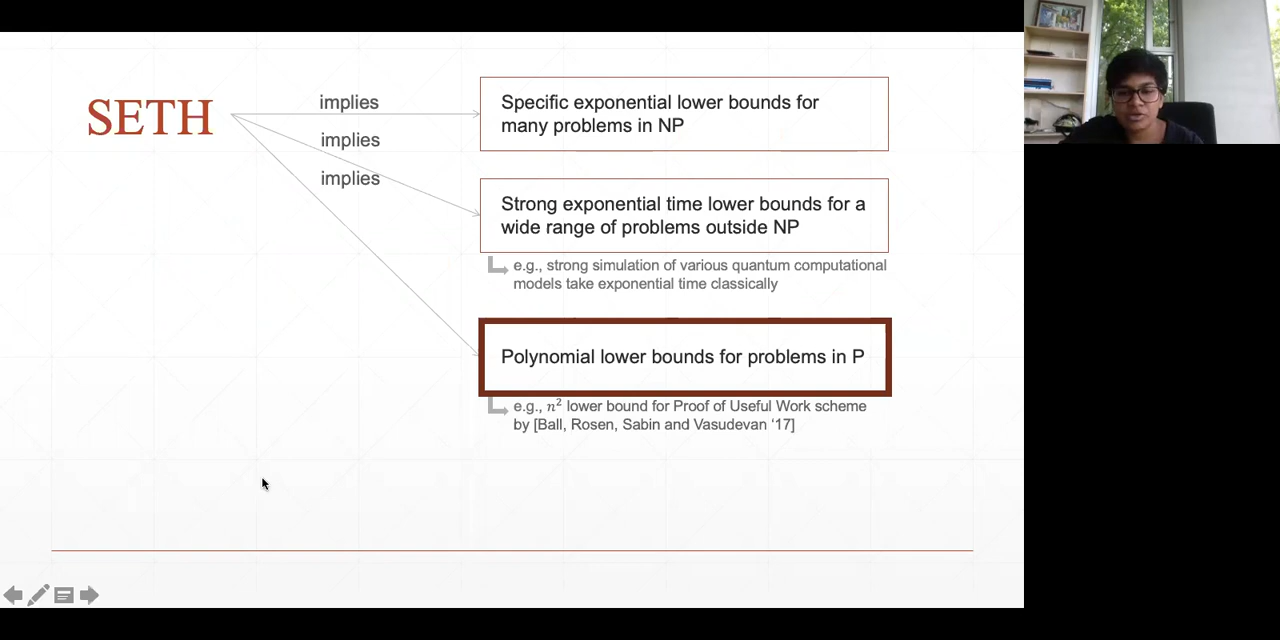 SETH
implies
implies
implies
Specific exponential lower bounds for
many problems in NP
Strong exponential time lower bounds for a
wide range of problems outside NP
e.g., strong simulation of various quantum computational
models take exponential time classically
Polynomial lower bounds for problems in P
e.g., n² lower bound for Proof of Useful Work scheme
by [Ball, Rosen, Sabin and Vasudevan ‘17]